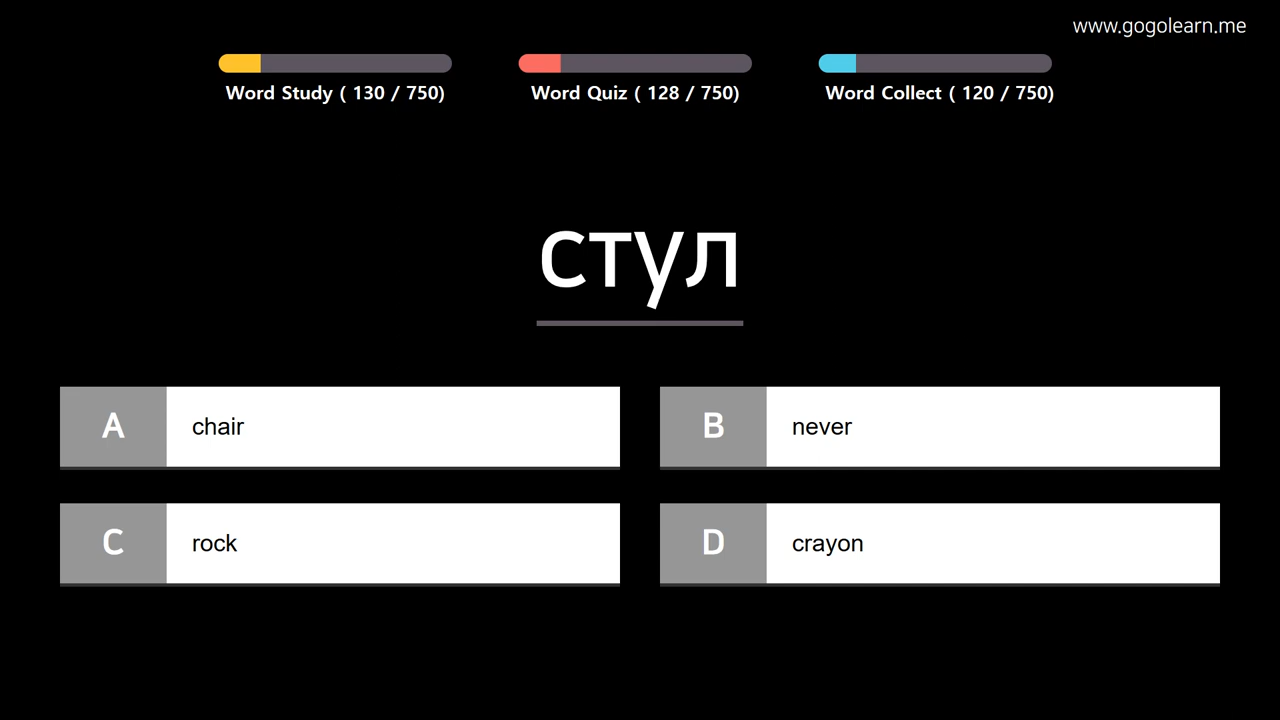 www.gogolearn.me
Word Study ( 130 / 750)
Word Quiz ( 128 / 750)
Word Collect ( 120 / 750)
стул
A chair
B never
C rock
D crayon